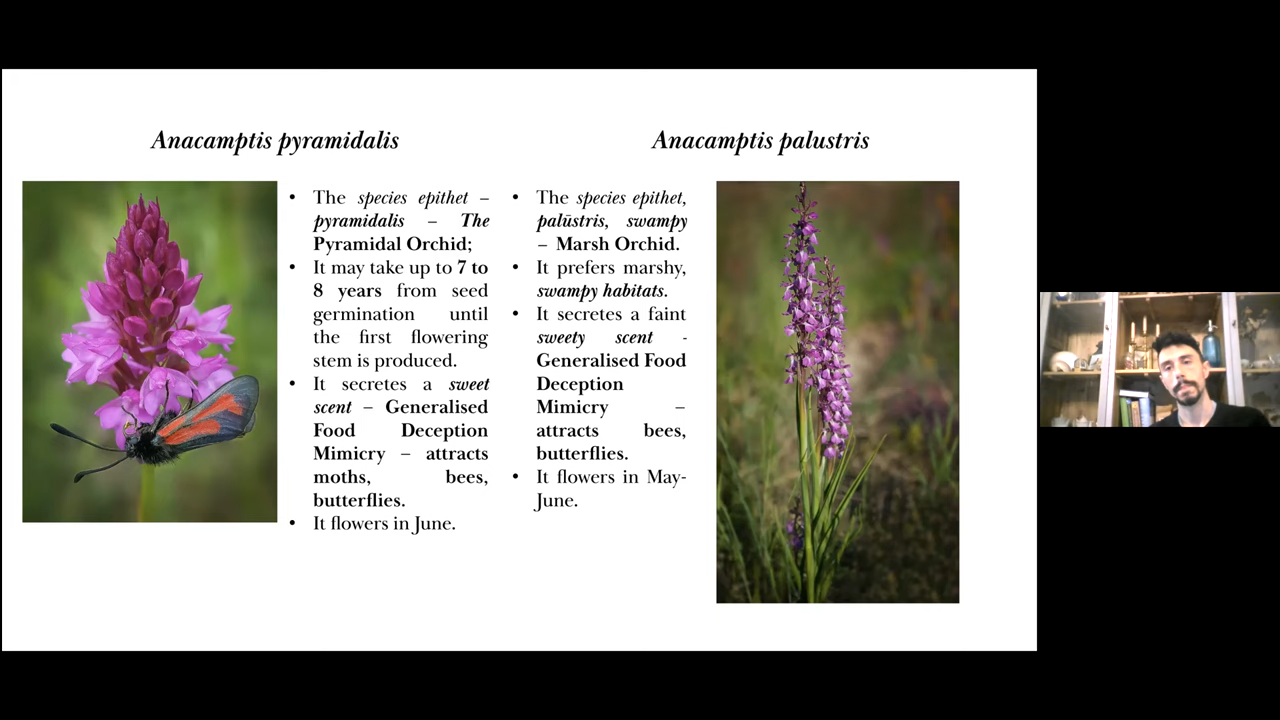 Anacamptis pyramidalis
• The species epithet –
pyramidalis – The
Pyramidal Orchid;
• It may take up to 7 to
8 years from seed
germination until
the first flowering
stem is produced.
• It secretes a sweet
scent – Generalised
Food Deception
Mimicry – attracts
moths, bees,
butterflies.
• It flowers in June.
Anacamptis palustris
• The species epithet,
palūstris, swampy
– Marsh Orchid.
• It prefers marshy,
swampy habitats.
• It secretes a faint
sweety scent -
Generalised Food
Deception
Mimicry –
attracts bees,
butterflies.
• It flowers in May-
June.